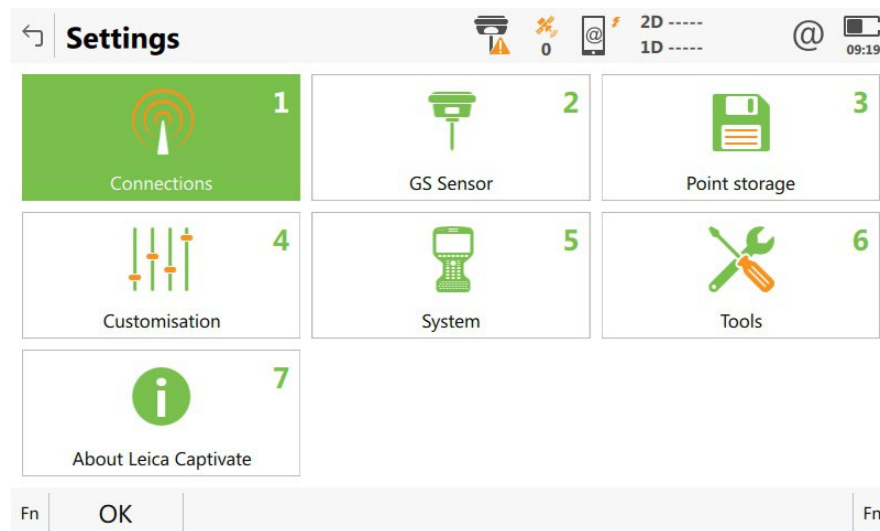 Settings
0
@
2D -----
1D -----
@
09:19
1
Connections
2
GS Sensor
3
Point storage
4
Customisation
5
System
6
Tools
7
i
About Leica Captivate
Fn
OK
Fn